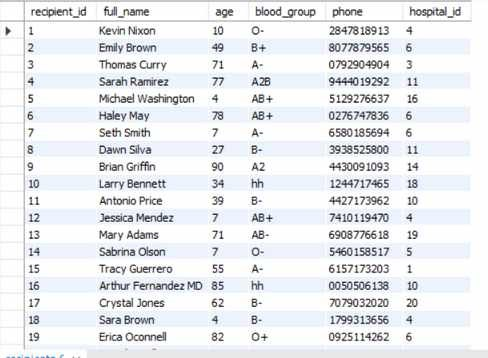 recipient_id full_name age blood_group phone hospital_id
1 Kevin Nixon 10 O- 2847818913 4
2 Emily Brown 49 B+ 8077879565 6
3 Thomas Curry 71 A- 0792904904 3
4 Sarah Ramirez 77 A2B 9444019292 11
5 Michael Washington 4 AB+ 5129276637 16
6 Haley May 78 AB+ 0276747836 6
7 Seth Smith 7 A- 6580185694 6
8 Dawn Silva 27 B- 3938525800 11
9 Brian Griffin 90 A2 4430091093 14
10 Larry Bennett 34 hh 1244717465 18
11 Antonio Price 39 B- 4427173962 10
12 Jessica Mendez 7 AB+ 7410119470 4
13 Mary Adams 71 AB- 6908776618 19
14 Sabrina Olson 7 O- 5460158517 5
15 Tracy Guerrero 55 A- 6157173203 1
16 Arthur Fernandez MD 85 hh 0050506138 10
17 Crystal Jones 62 B- 7079032020 20
18 Sara Brown 4 B- 1799313656 4
19 Erica Oconnell 82 O+ 0925114262 6